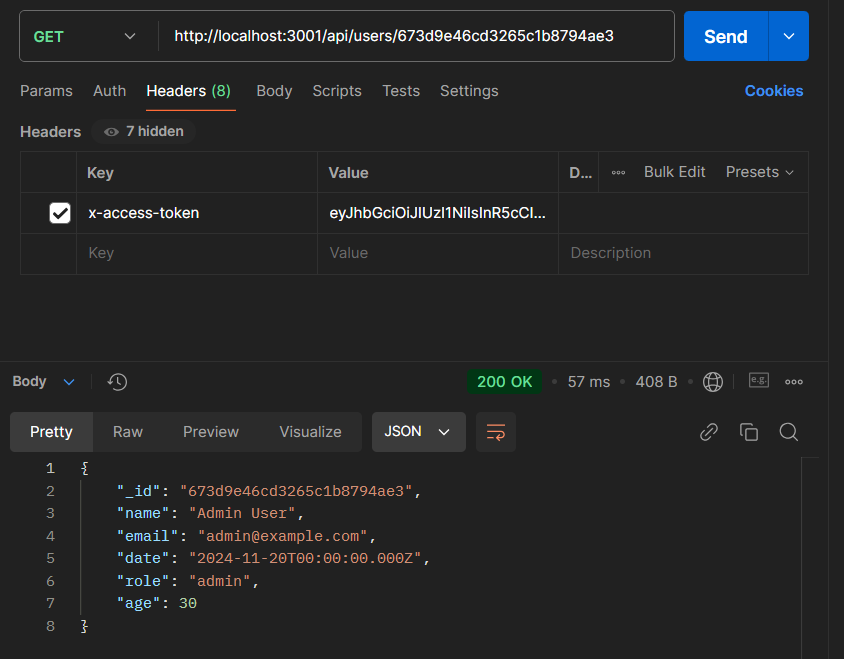 GET http://localhost:3001/api/users/673d9e46cd3265c1b8794ae3 Send
Params Auth Headers (8) Body Scripts Tests Settings Cookies
Headers 7 hidden
Key Value D... Bulk Edit Presets
x-access-token eyJhbGciOiJIUzI1NiIsInR5cCI...
Key Value Description
Body 200 OK • 57 ms • 408 B • e.g.
Pretty Raw Preview Visualize JSON
1 {
2 "_id": "673d9e46cd3265c1b8794ae3",
3 "name": "Admin User",
4 "email": "admin@example.com",
5 "date": "2024-11-20T00:00:00.000Z",
6 "role": "admin",
7 "age": 30
8 }